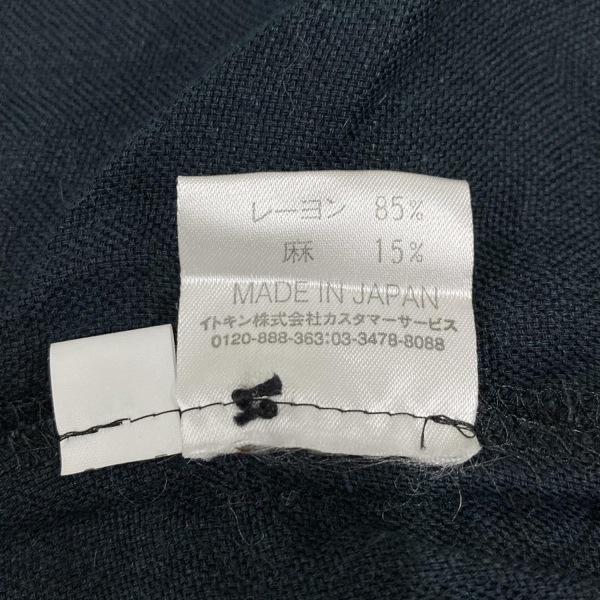 レーヨン 85%
麻 15%
MADE IN JAPAN
イトキン株式会社カスタマーサービス
0120-888-363:03-3478-8088